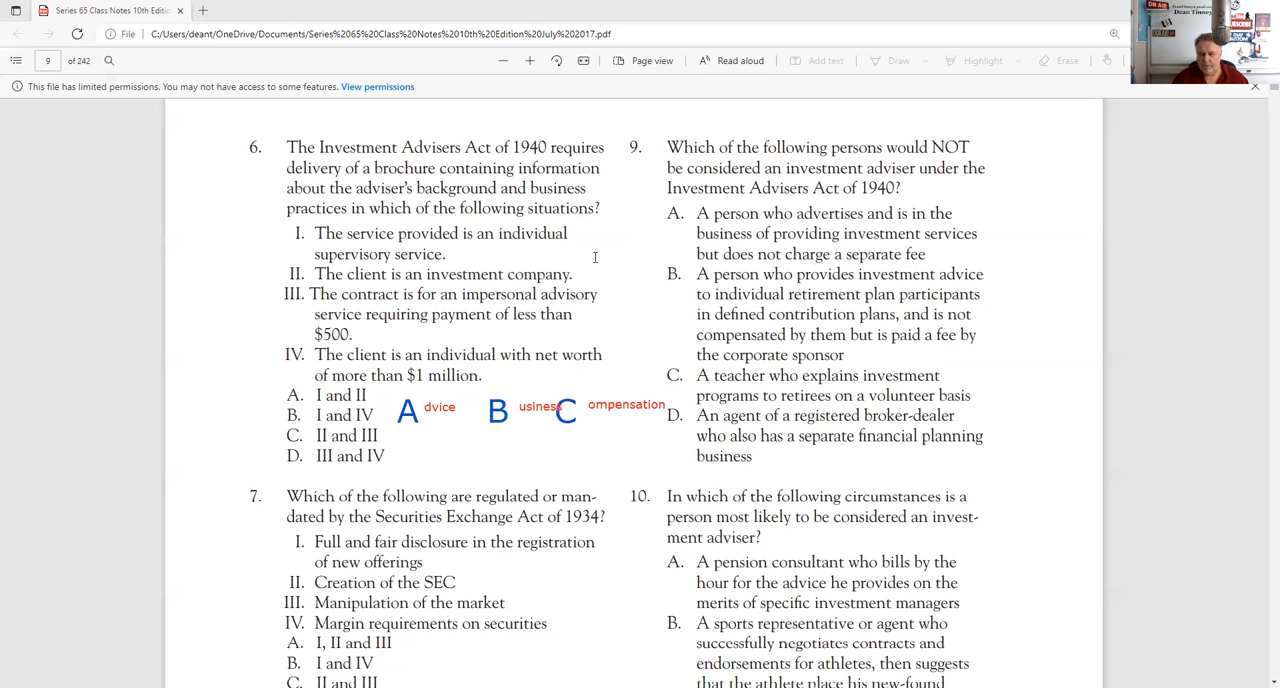 Series 65 Class Notes 10th Editio
File
C:/Users/deant/OneDrive/Documents/Series%2065%20Class%20Notes%2010th%20Edition%20July%202017.pdf
9 of 242
Page view
Read aloud
Add text
Draw
Highlight
Erase
This file has limited permissions. You may not have access to some features. View permissions
ON AIR
Dean Tinney
6. The Investment Advisers Act of 1940 requires
delivery of a brochure containing information
about the adviser's background and business
practices in which of the following situations?
I. The service provided is an individual
supervisory service.
II. The client is an investment company.
III. The contract is for an impersonal advisory
service requiring payment of less than
$500.
IV. The client is an individual with net worth
of more than $1 million.
A. I and II
B. I and IV
C. II and III
D. III and IV
A dvice B usiness C ompensation
7. Which of the following are regulated or man-
dated by the Securities Exchange Act of 1934?
I. Full and fair disclosure in the registration
of new offerings
II. Creation of the SEC
III. Manipulation of the market
IV. Margin requirements on securities
A. I, II and III
B. I and IV
C. II and III
9. Which of the following persons would NOT
be considered an investment adviser under the
Investment Advisers Act of 1940?
A. A person who advertises and is in the
business of providing investment services
but does not charge a separate fee
B. A person who provides investment advice
to individual retirement plan participants
in defined contribution plans, and is not
compensated by them but is paid a fee by
the corporate sponsor
C. A teacher who explains investment
programs to retirees on a volunteer basis
D. An agent of a registered broker-dealer
who also has a separate financial planning
business
10. In which of the following circumstances is a
person most likely to be considered an invest-
ment adviser?
A. A pension consultant who bills by the
hour for the advice he provides on the
merits of specific investment managers
B. A sports representative or agent who
successfully negotiates contracts and
endorsements for athletes, then suggests
that the athlete place his new-found